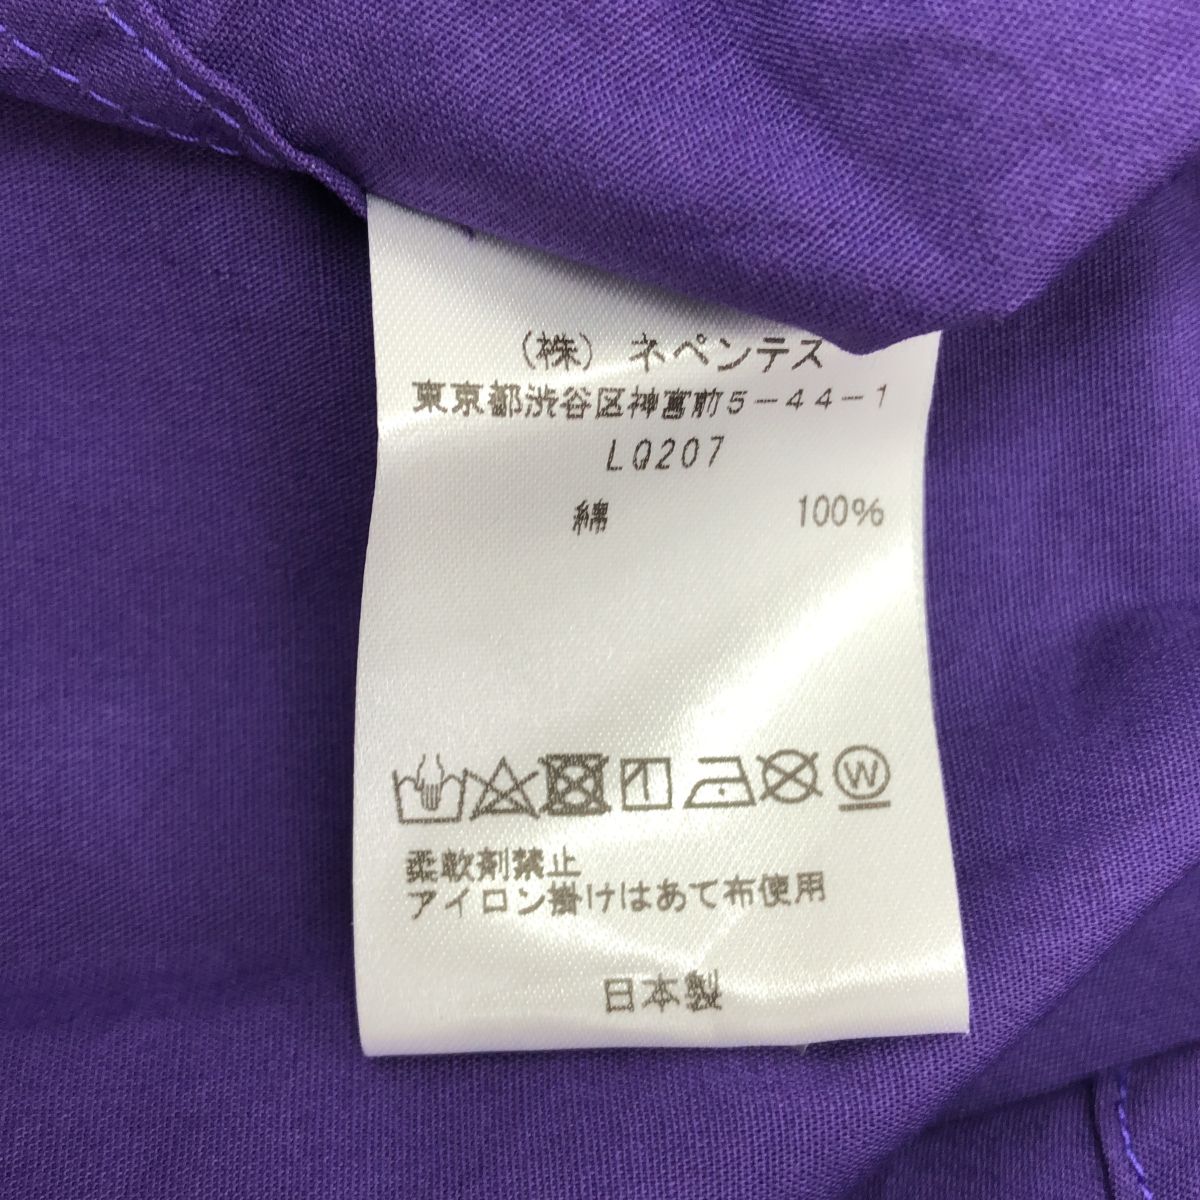 (株) ネペンテス
東京都渋谷区神宮前5-44-1
LQ207
綿 100%
W
柔軟剤禁止
アイロン掛けはあて布使用
日本製